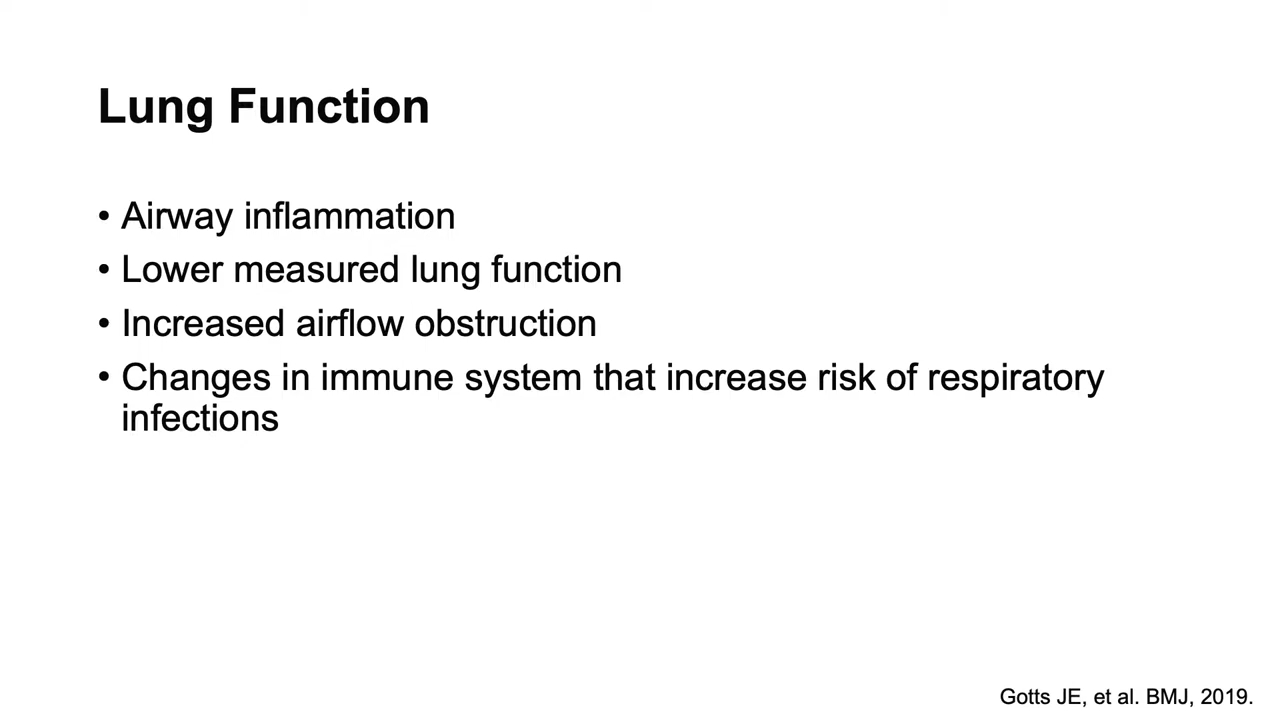 Lung Function
• Airway inflammation
• Lower measured lung function
• Increased airflow obstruction
• Changes in immune system that increase risk of respiratory
infections
Gotts JE, et al. BMJ, 2019.